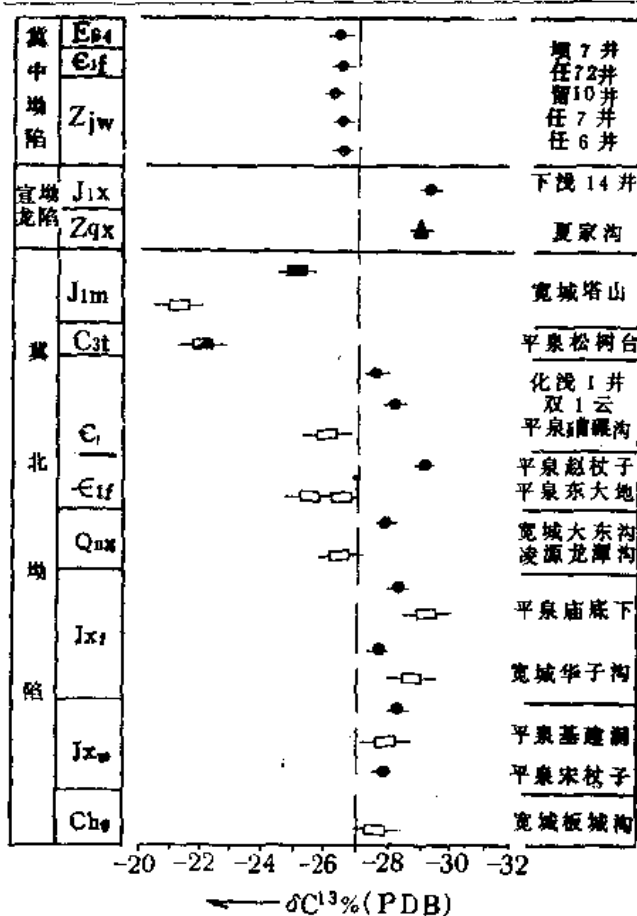 冀中坳陷
Es4
Є3f
Zjw
顷 7 井
任72井
留10井
任 7 井
任 6 井
宣龙坳陷
J1x
Zqx
下浅 14 井
夏家沟
冀北坳陷
J1m
C3t
Є1f
Qnx
Jxt
Jxw
Chg
宽城塔山
平泉松树台
化浅 1 井
双 1 云
平泉
沟
平泉赵杖子
平泉东大地
宽城大东沟
凌源龙潭沟
平泉庙底下
宽城华子沟
平泉基建涧
平泉宋杖子
宽城板城沟
-20 -22 -24 -26 -28 -30 -32
δC13%(PDB)